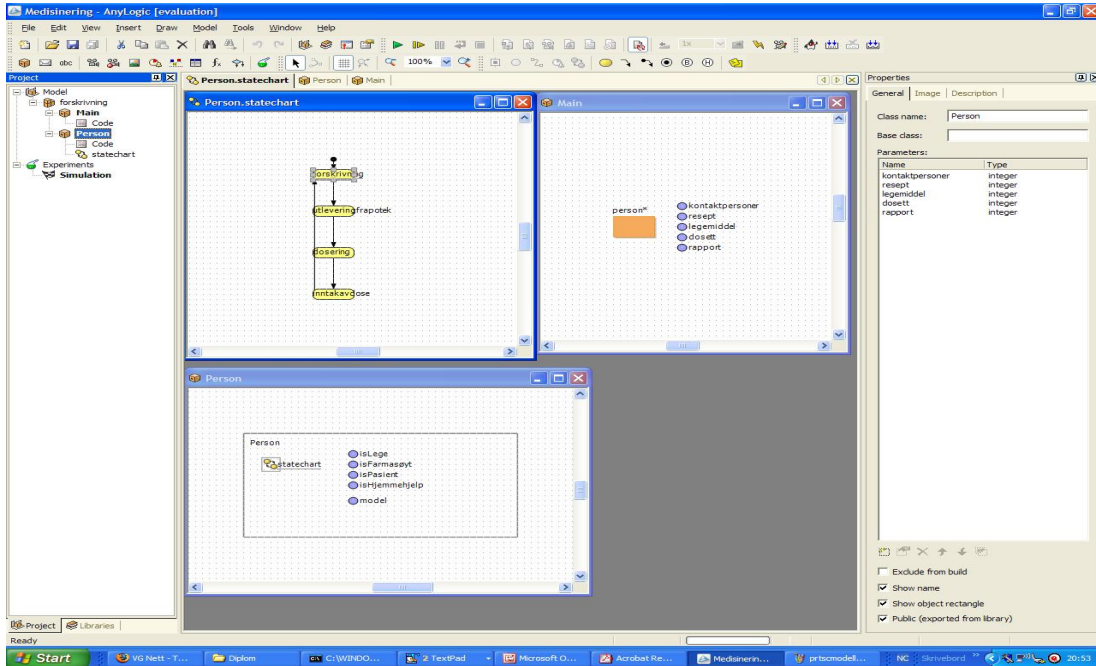 Medisinering - AnyLogic [evaluation]
File Edit View Insert Draw Model Tools Window Help
abc
fx
100%
1x
Project
Model
forskrivning
Main
Code
Person
Code
statechart
Experiments
Simulation
Project Libraries
Person.statechart Person Main
Person.statechart
forskrivning
utleveringfrapotek
dosering
inntakavdose
Main
person*
kontaktpersoner
resept
legemiddel
dosett
rapport
Person
Person
statechart
isLege
isFarmasøyt
isPasient
isHjemmehjelp
model
Properties
General Image Description
Class name: Person
Base class:
Parameters:
Name Type
kontaktpersoner integer
resept integer
legemiddel integer
dosett integer
rapport integer
Exclude from build
Show name
Show object rectangle
Public (exported from library)
Ready
Start VG Nett - T... Diplom C:\WINDO... 2 TextPad Microsoft O... Acrobat Re... Medisinerin... prtscmodell... NC Skrivebord 20:53